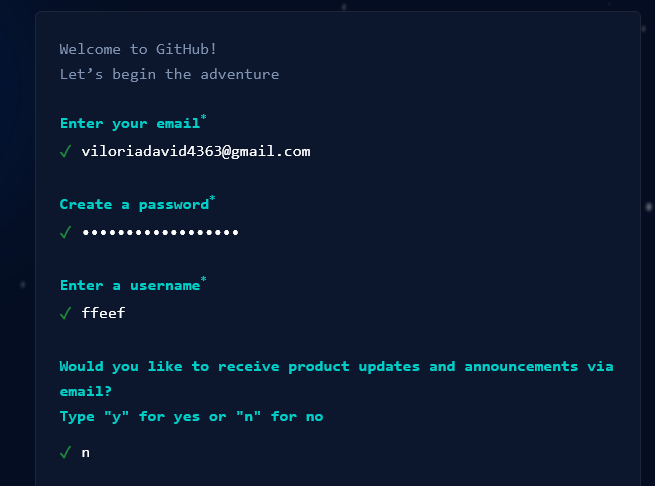 Welcome to GitHub!
Let’s begin the adventure
Enter your email*
✓ viloriadavid4363@gmail.com
Create a password*
✓ ••••••••••••••••••
Enter a username*
✓ ffeef
Would you like to receive product updates and announcements via
email?
Type "y" for yes or "n" for no
✓ n